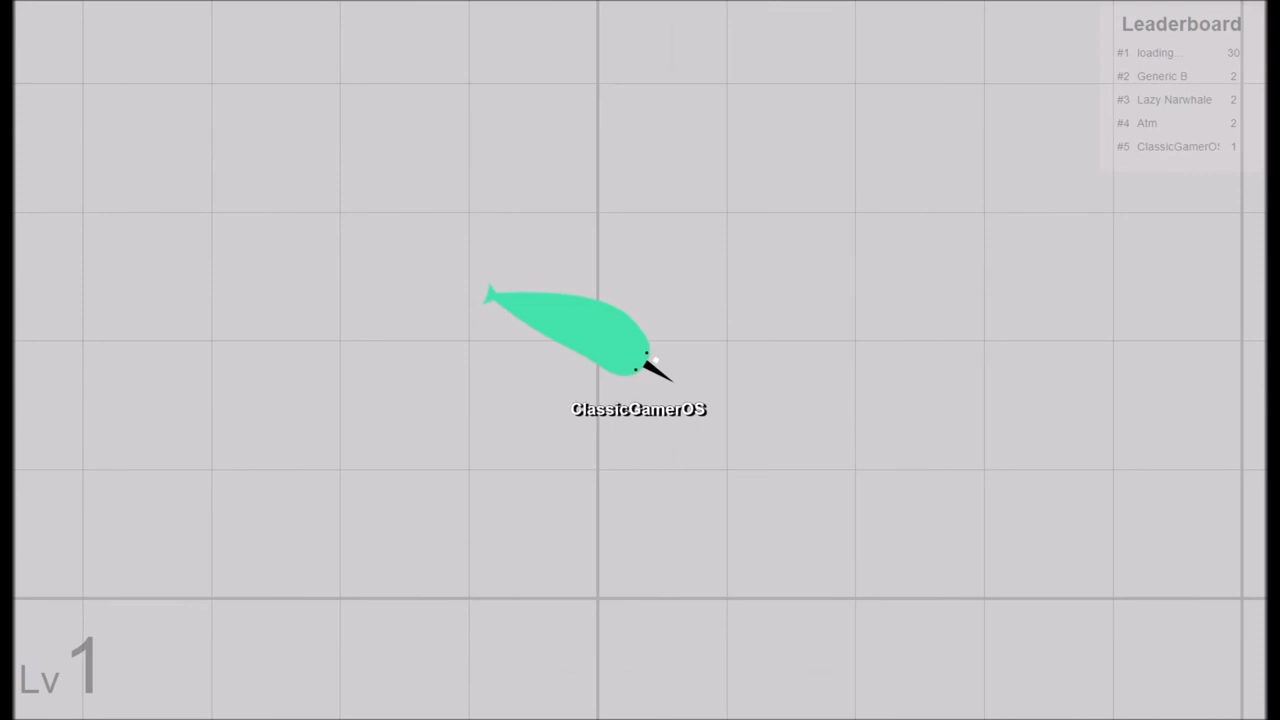 Leaderboard
#1 loading... 30
#2 Generic B 2
#3 Lazy Narwhale 2
#4 Atm 2
#5 ClassicGamerOS 1
ClassicGamerOS
Lv 1